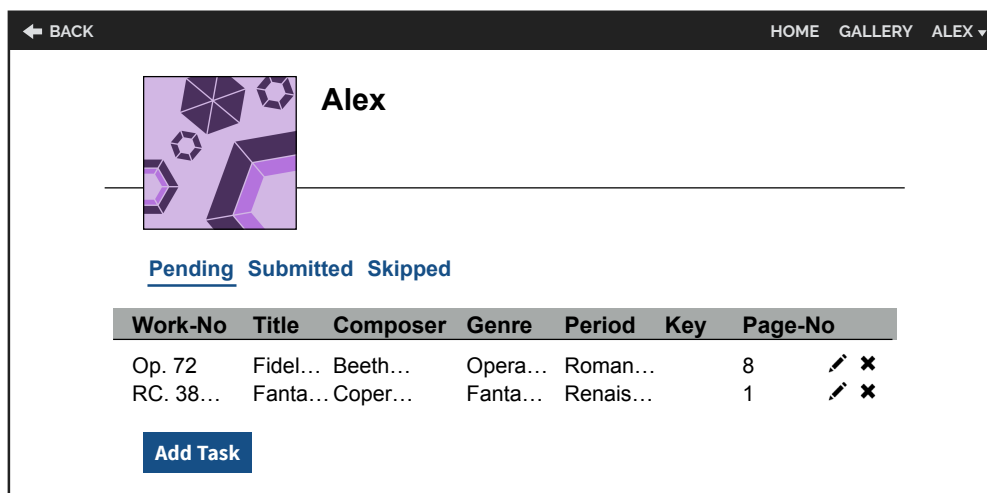 BACK HOME GALLERY ALEX
Alex
Pending Submitted Skipped
Work-No Title Composer Genre Period Key Page-No
Op. 72 Fidel… Beeth… Opera… Roman… 8
RC. 38… Fanta… Coper… Fanta… Renais… 1
Add Task